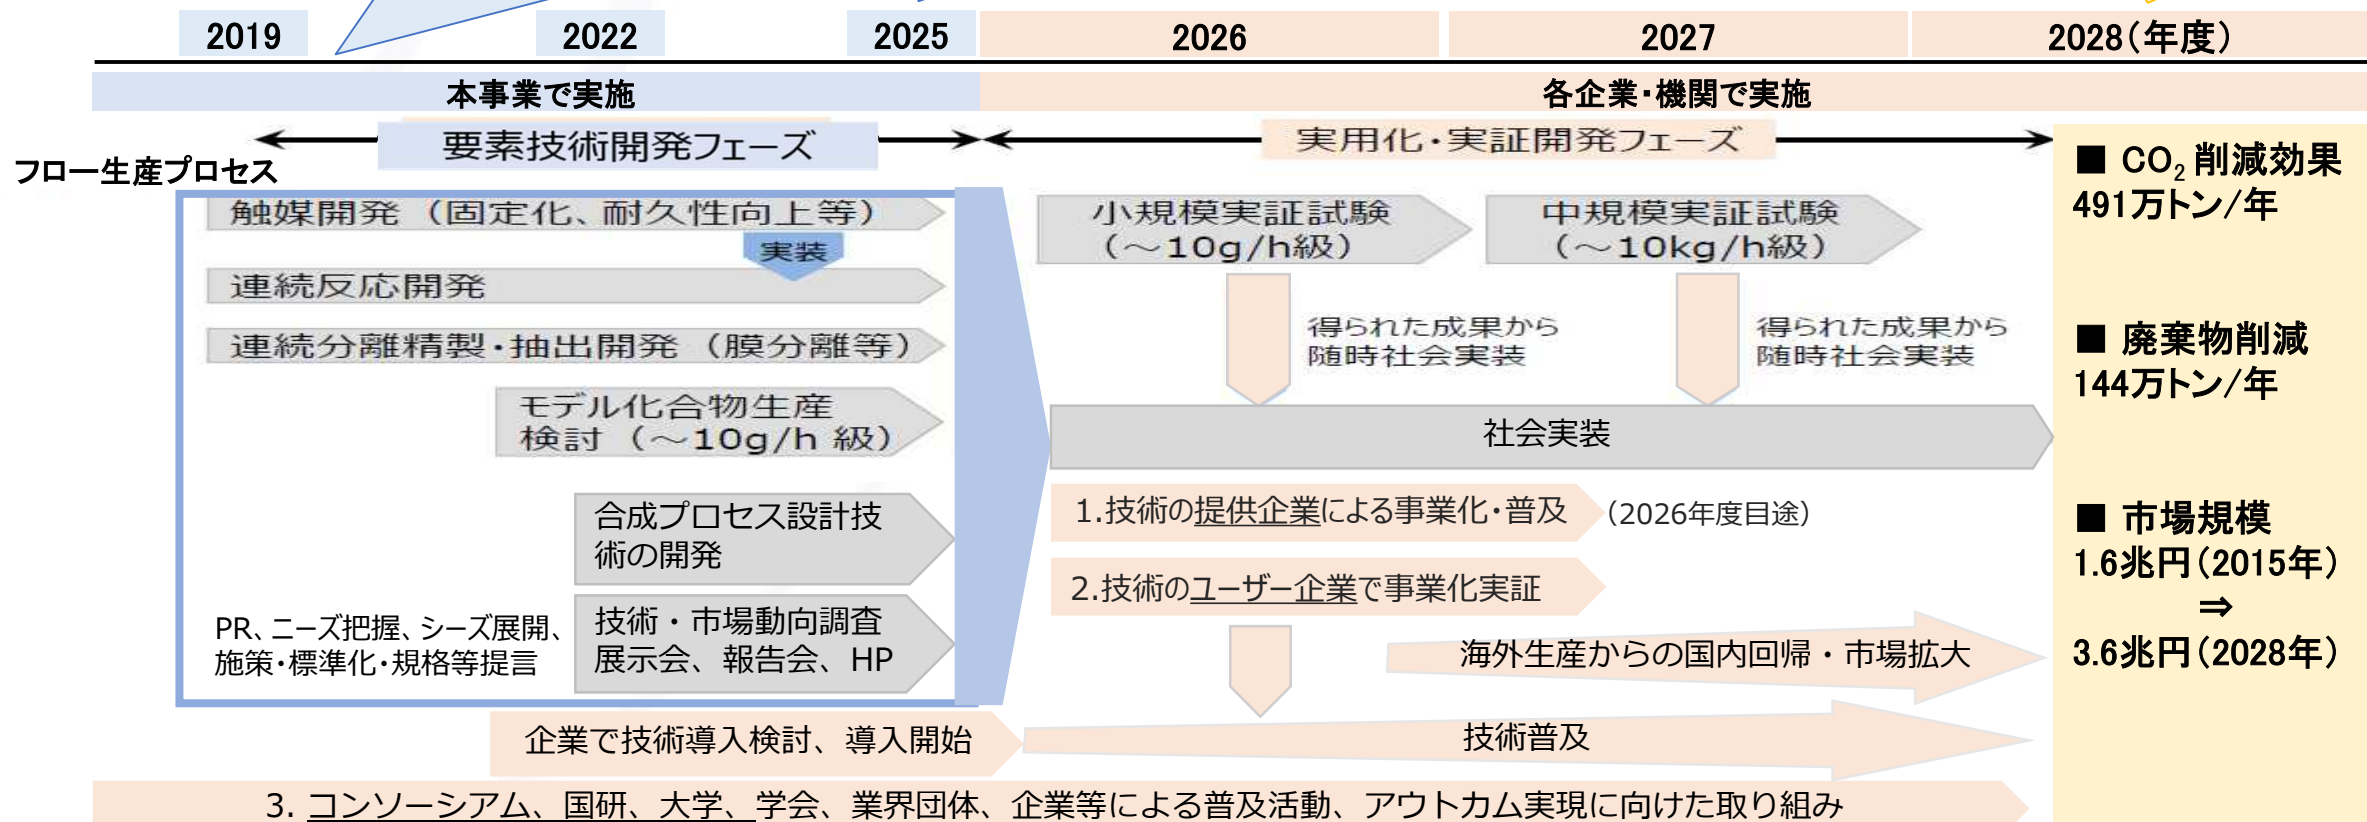 2019
2022
2025
2026
2027
2028(年度)
本事業で実施
各企業・機関で実施
要素技術開発フェーズ
実用化・実証開発フェーズ
フロー生産プロセス
触媒開発（固定化、耐久性向上等）
実装
連続反応開発
連続分離精製・抽出開発（膜分離等）
モデル化合物生産
検討（～10g/h 級）
合成プロセス設計技
術の開発
PR、ニーズ把握、シーズ展開、
施策・標準化・規格等提言
技術・市場動向調査
展示会、報告会、HP
小規模実証試験
（～10g/h級）
中規模実証試験
（～10kg/h級）
得られた成果から
随時社会実装
得られた成果から
随時社会実装
社会実装
1.技術の提供企業による事業化・普及
（2026年度目途）
2.技術のユーザー企業で事業化実証
海外生産からの国内回帰・市場拡大
企業で技術導入検討、導入開始
技術普及
3. コンソーシアム、国研、大学、学会、業界団体、企業等による普及活動、アウトカム実現に向けた取り組み
■ CO₂ 削減効果
491万トン/年
■ 廃棄物削減
144万トン/年
■ 市場規模
1.6兆円(2015年)
⇒
3.6兆円(2028年)